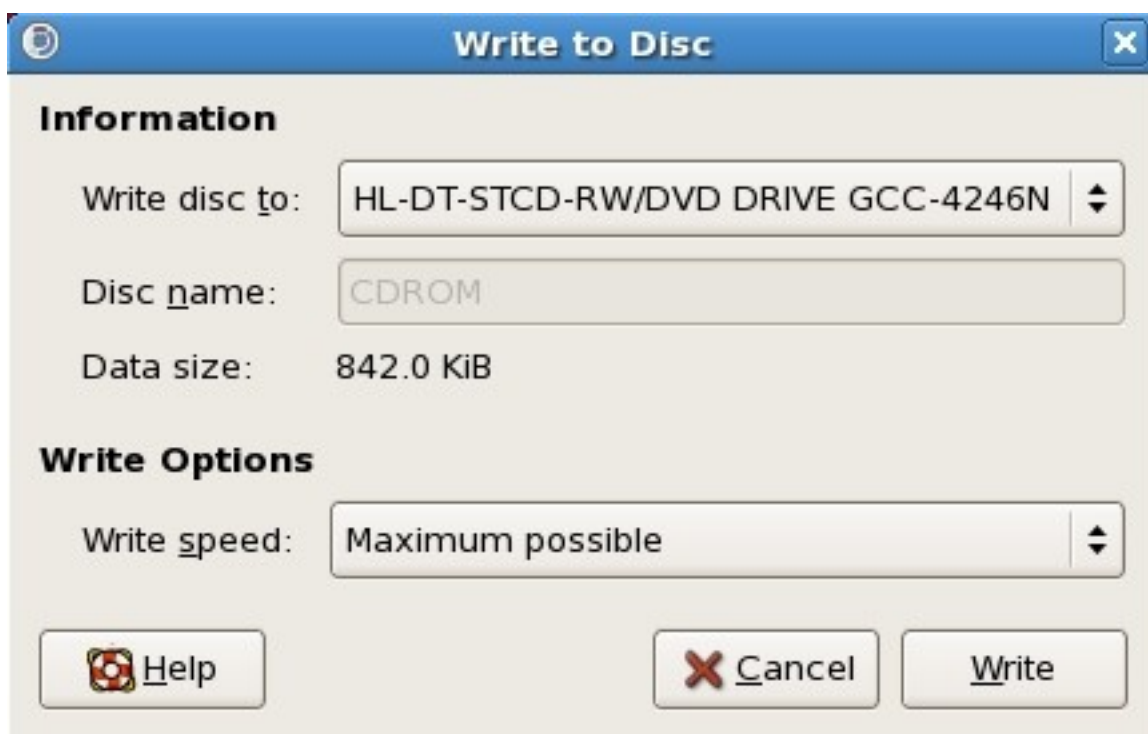 Write to Disc
Information
Write disc to: HL-DT-STCD-RW/DVD DRIVE GCC-4246N
Disc name: CDROM
Data size: 842.0 KiB
Write Options
Write speed: Maximum possible
Help Cancel Write